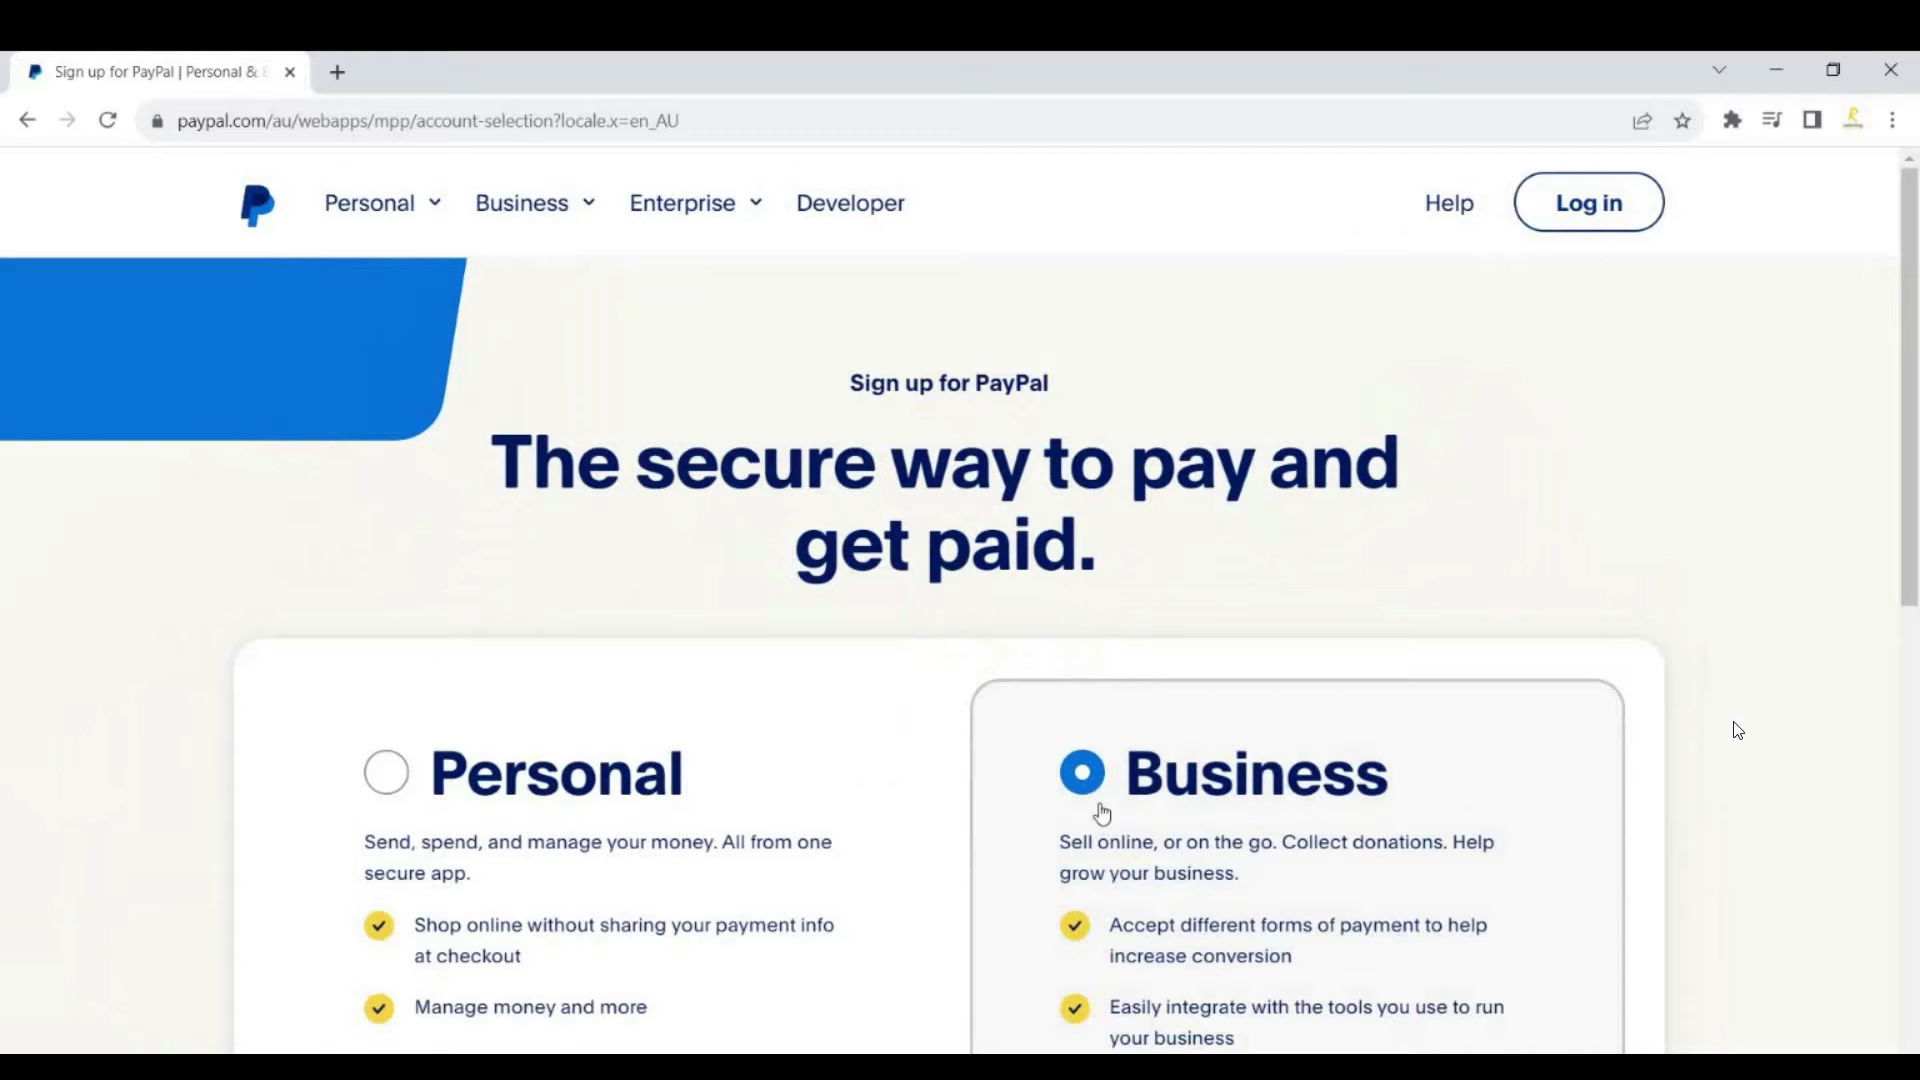 Sign up for PayPal | Personal &
paypal.com/au/webapps/mpp/account-selection?locale.x=en_AU
Personal Business Enterprise Developer Help Log in
Sign up for PayPal
The secure way to pay and
get paid.
Personal
Send, spend, and manage your money. All from one
secure app.
Shop online without sharing your payment info
at checkout
Manage money and more
Business
Sell online, or on the go. Collect donations. Help
grow your business.
Accept different forms of payment to help
increase conversion
Easily integrate with the tools you use to run
your business